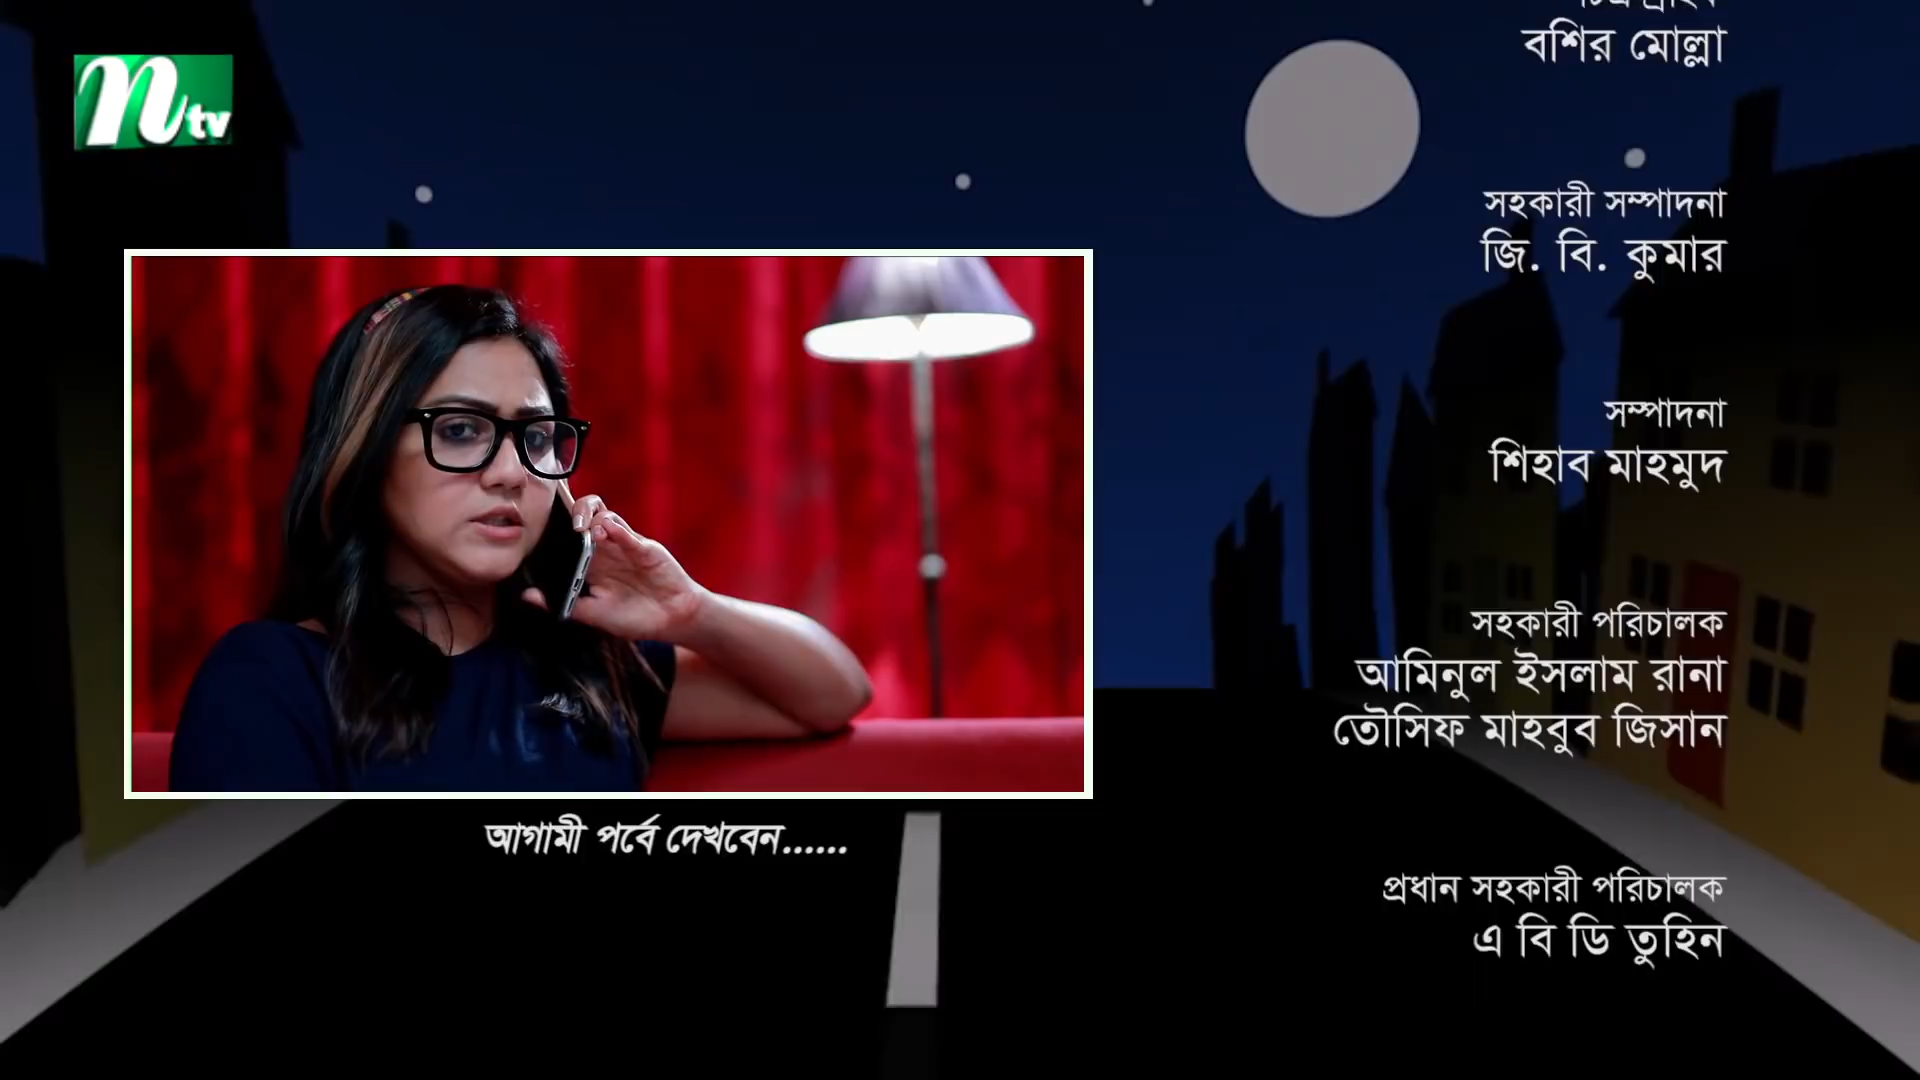 ntv
বশির মোল্লা
সহকারী সম্পাদনা
জি. বি. কুমার
সম্পাদনা
শিহাব মাহমুদ
সহকারী পরিচালক
আমিনুল ইসলাম রানা
তৌসিফ মাহবুব জিসান
প্রধান সহকারী পরিচালক
এ বি ডি তুহিন
আগামী পর্বে দেখবেন......